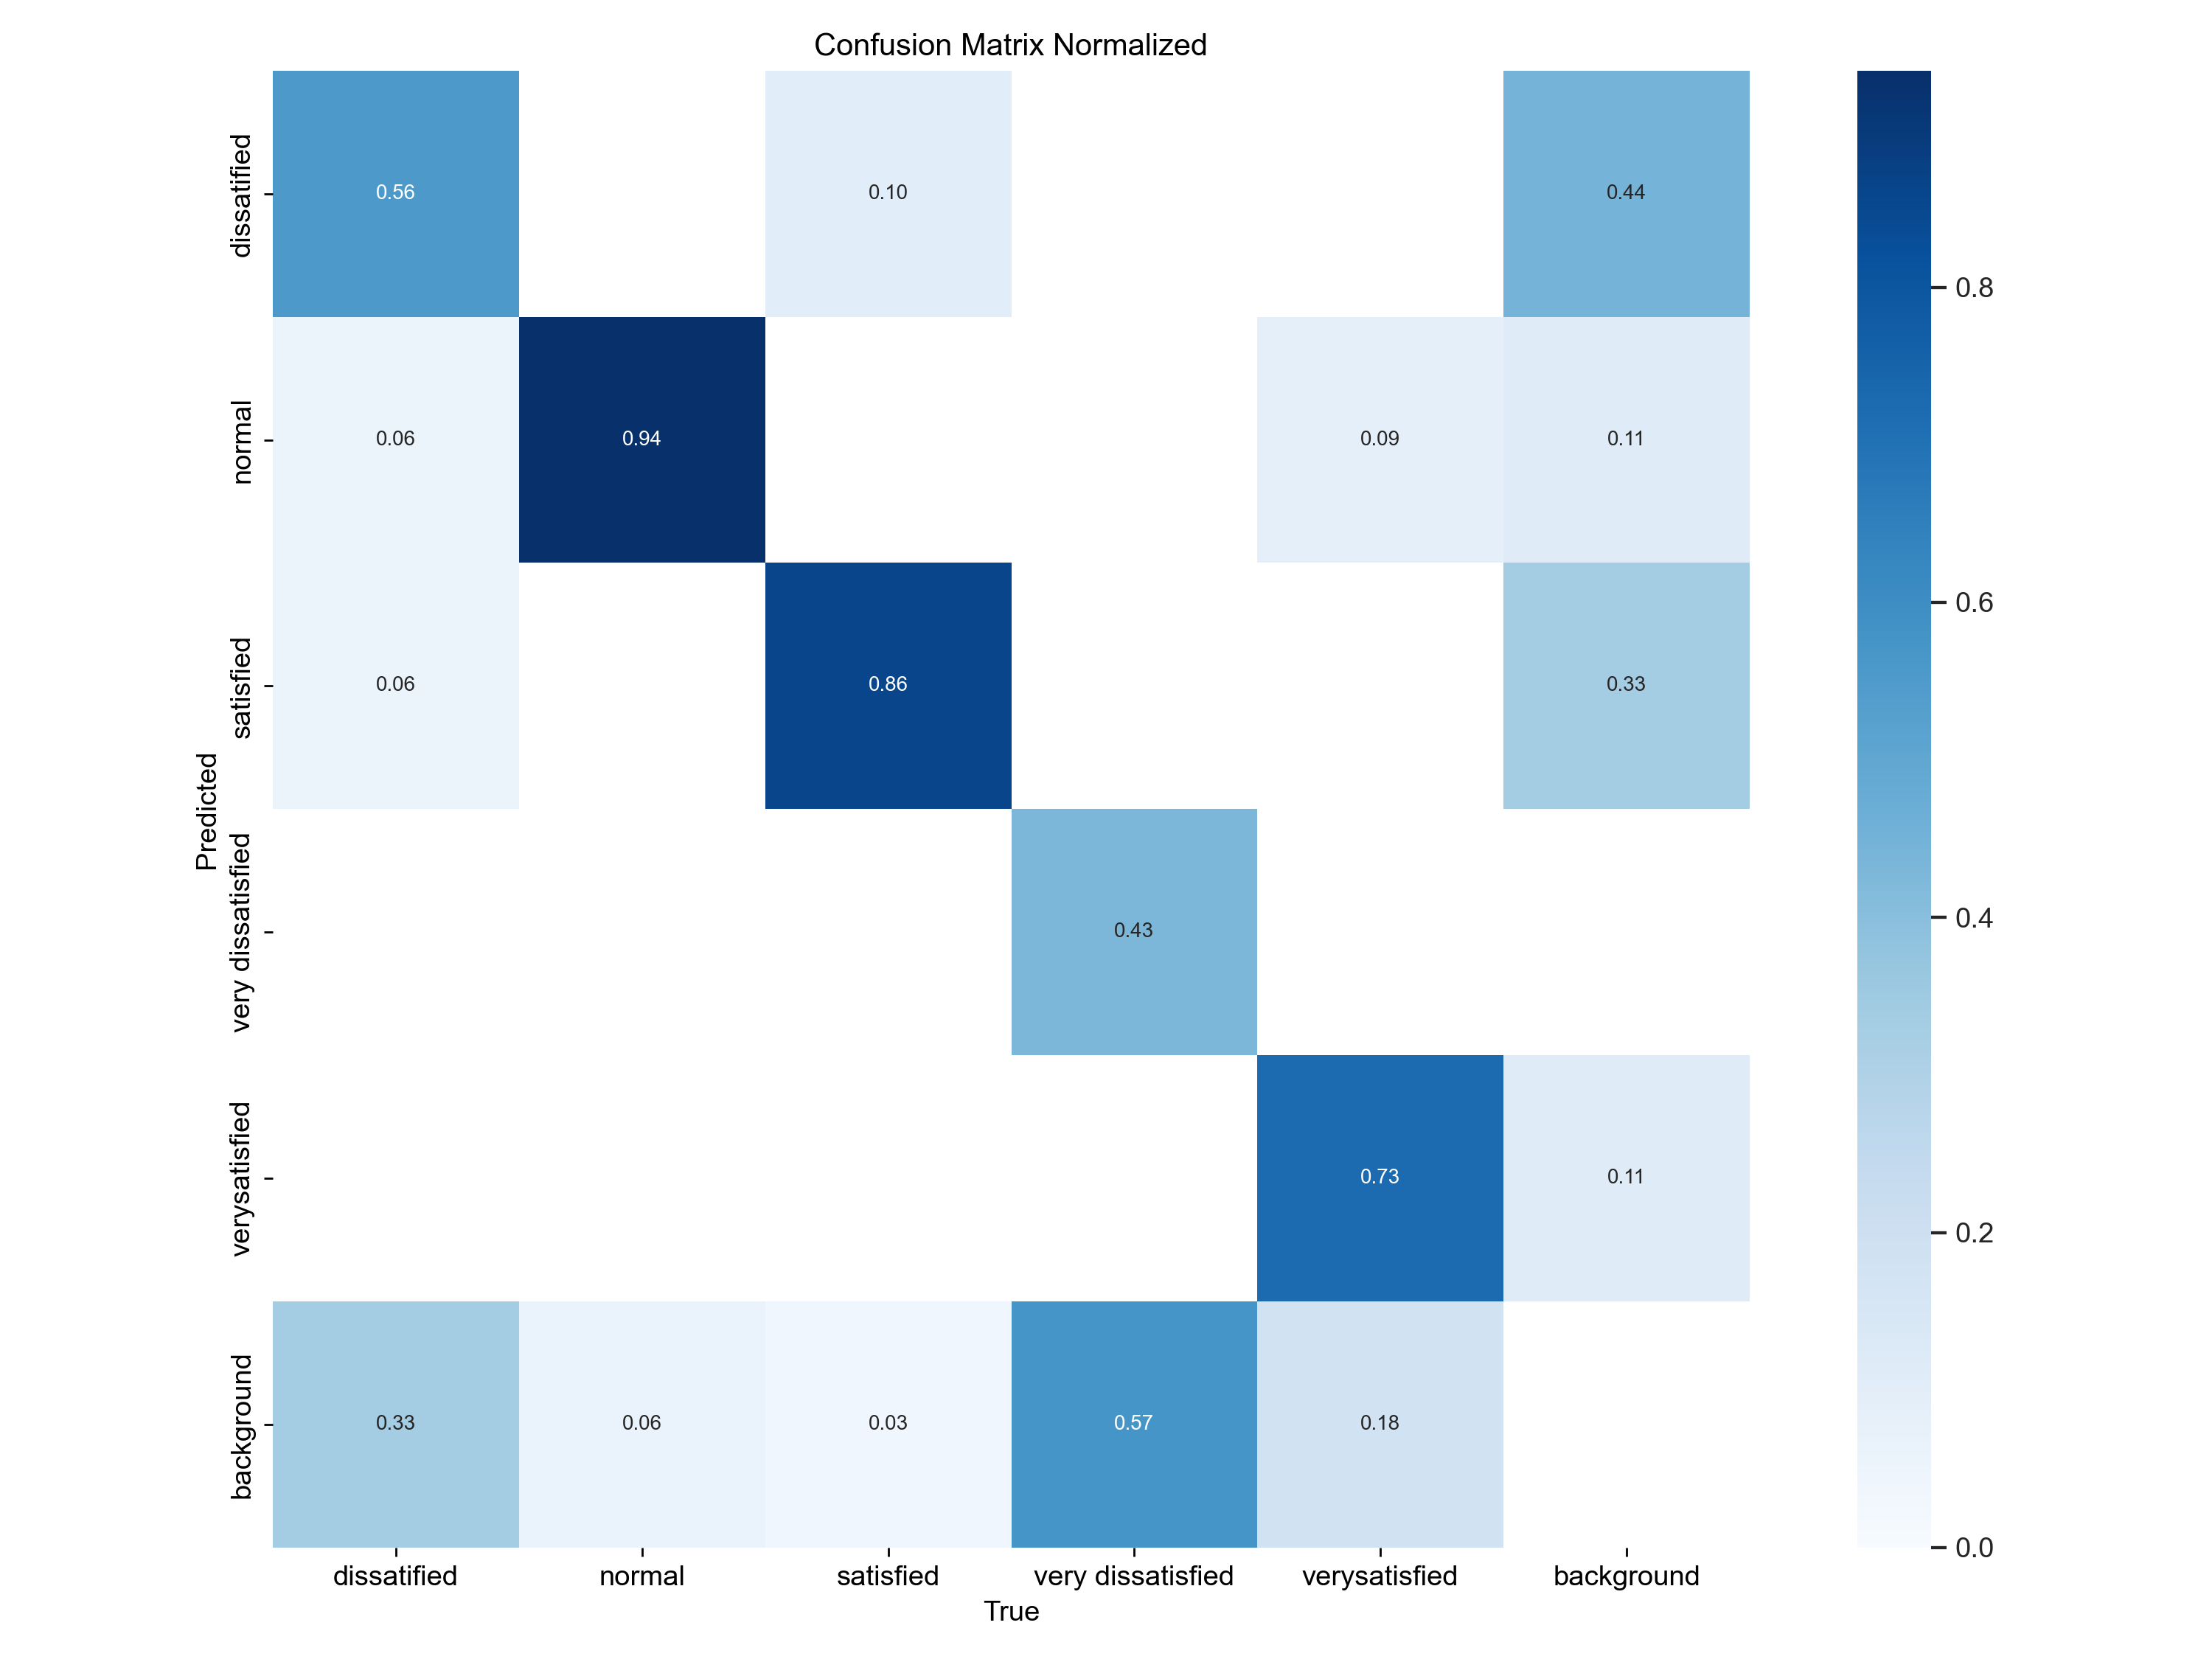 Confusion Matrix Normalized
dissatified
0.56
0.10
0.44
0.8
normal
0.06
0.94
0.09
0.11
0.6
satisfied
0.06
0.86
0.33
Predicted
very dissatisfied
0.43
0.4
verysatisfied
0.73
0.11
0.2
background
0.33
0.06
0.03
0.57
0.18
0.0
dissatified normal satisfied very dissatisfied verysatisfied background
True